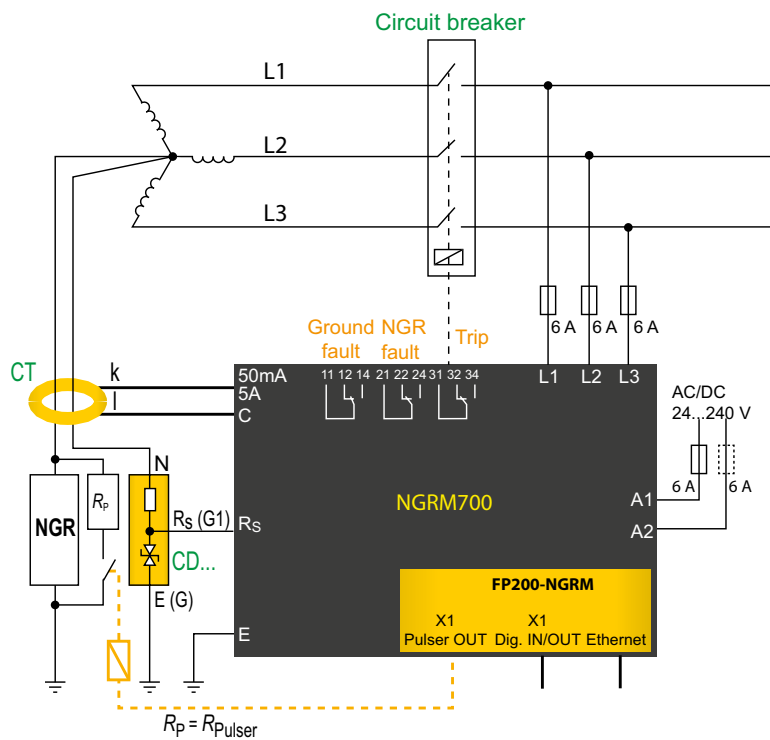 Circuit breaker
L1
L2
L3
6 A
6 A
6 A
Ground
fault
NGR
fault
Trip
CT
k
l
50mA
5A
C
11 12 14 21 22 24 31 32 34
L1 L2 L3
AC/DC
24...240 V
6 A
6 A
N
NGR
RP
RS (G1)
RS
CD...
E (G)
E
NGRM700
A1
A2
FP200-NGRM
X1
Pulser OUT
X1
Dig. IN/OUT
Ethernet
RP = RPulser